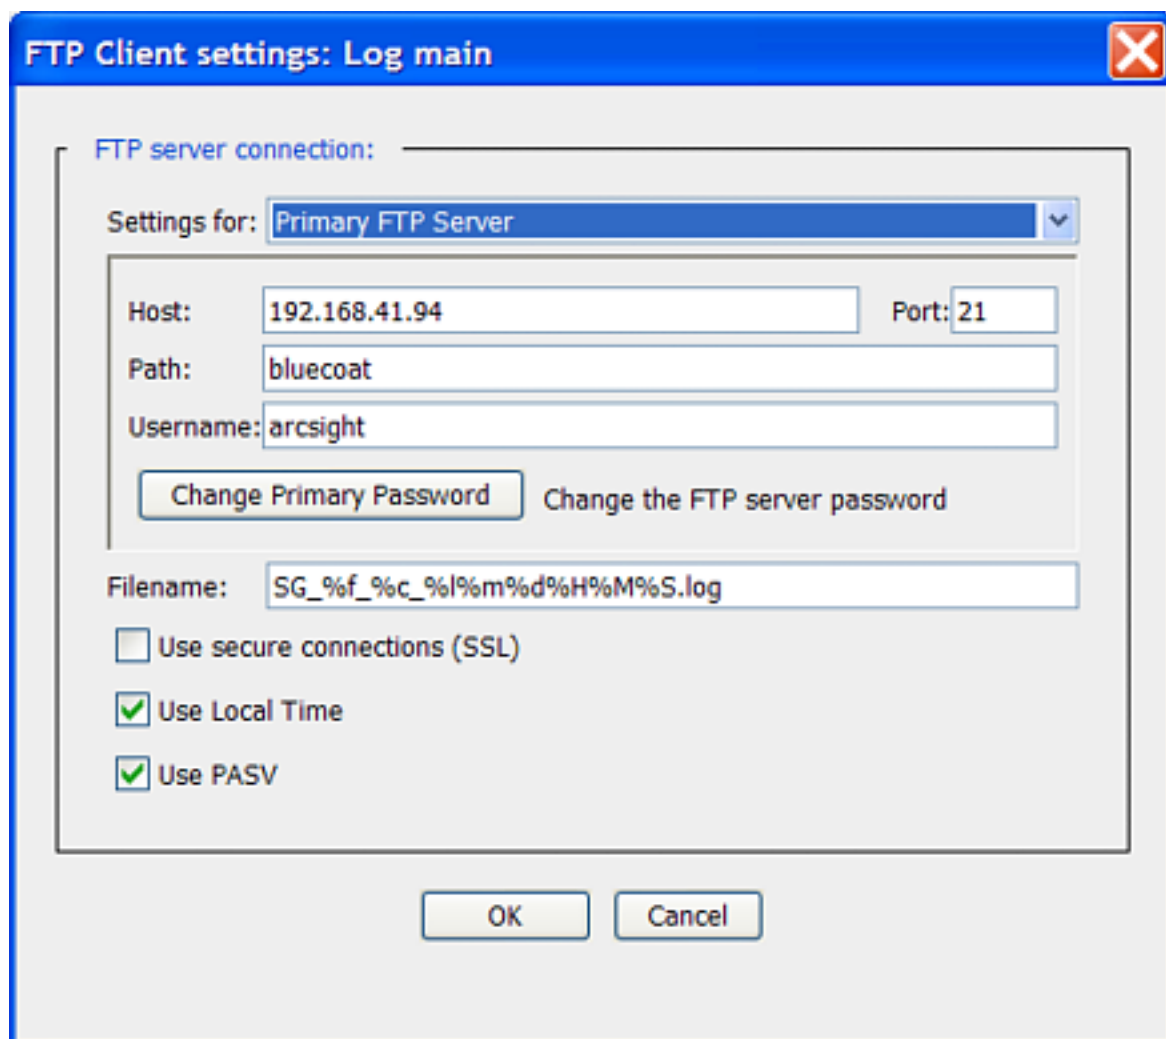 FTP Client settings: Log main
FTP server connection:
Settings for: Primary FTP Server
Host: 192.168.41.94 Port: 21
Path: bluecoat
Username: arcsight
Change Primary Password Change the FTP server password
Filename: SG_%f_%c_%l%m%d%H%M%S.log
Use secure connections (SSL)
Use Local Time
Use PASV
OK Cancel